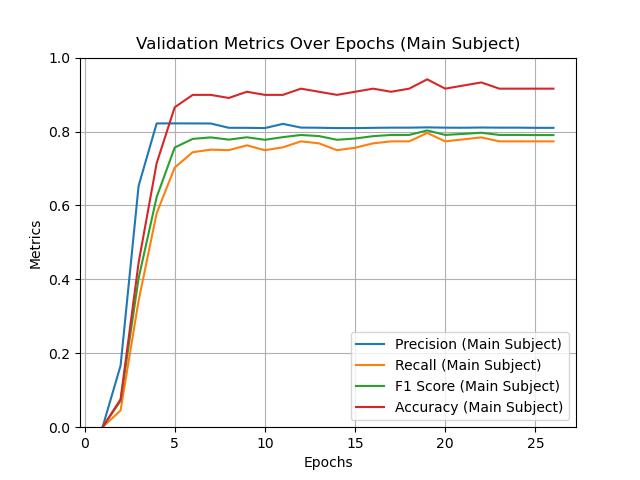 Validation Metrics Over Epochs (Main Subject)
1.0
0.8
0.6
0.4
0.2
0.0
Metrics
0
5
10
15
20
25
Epochs
Precision (Main Subject)
Recall (Main Subject)
F1 Score (Main Subject)
Accuracy (Main Subject)